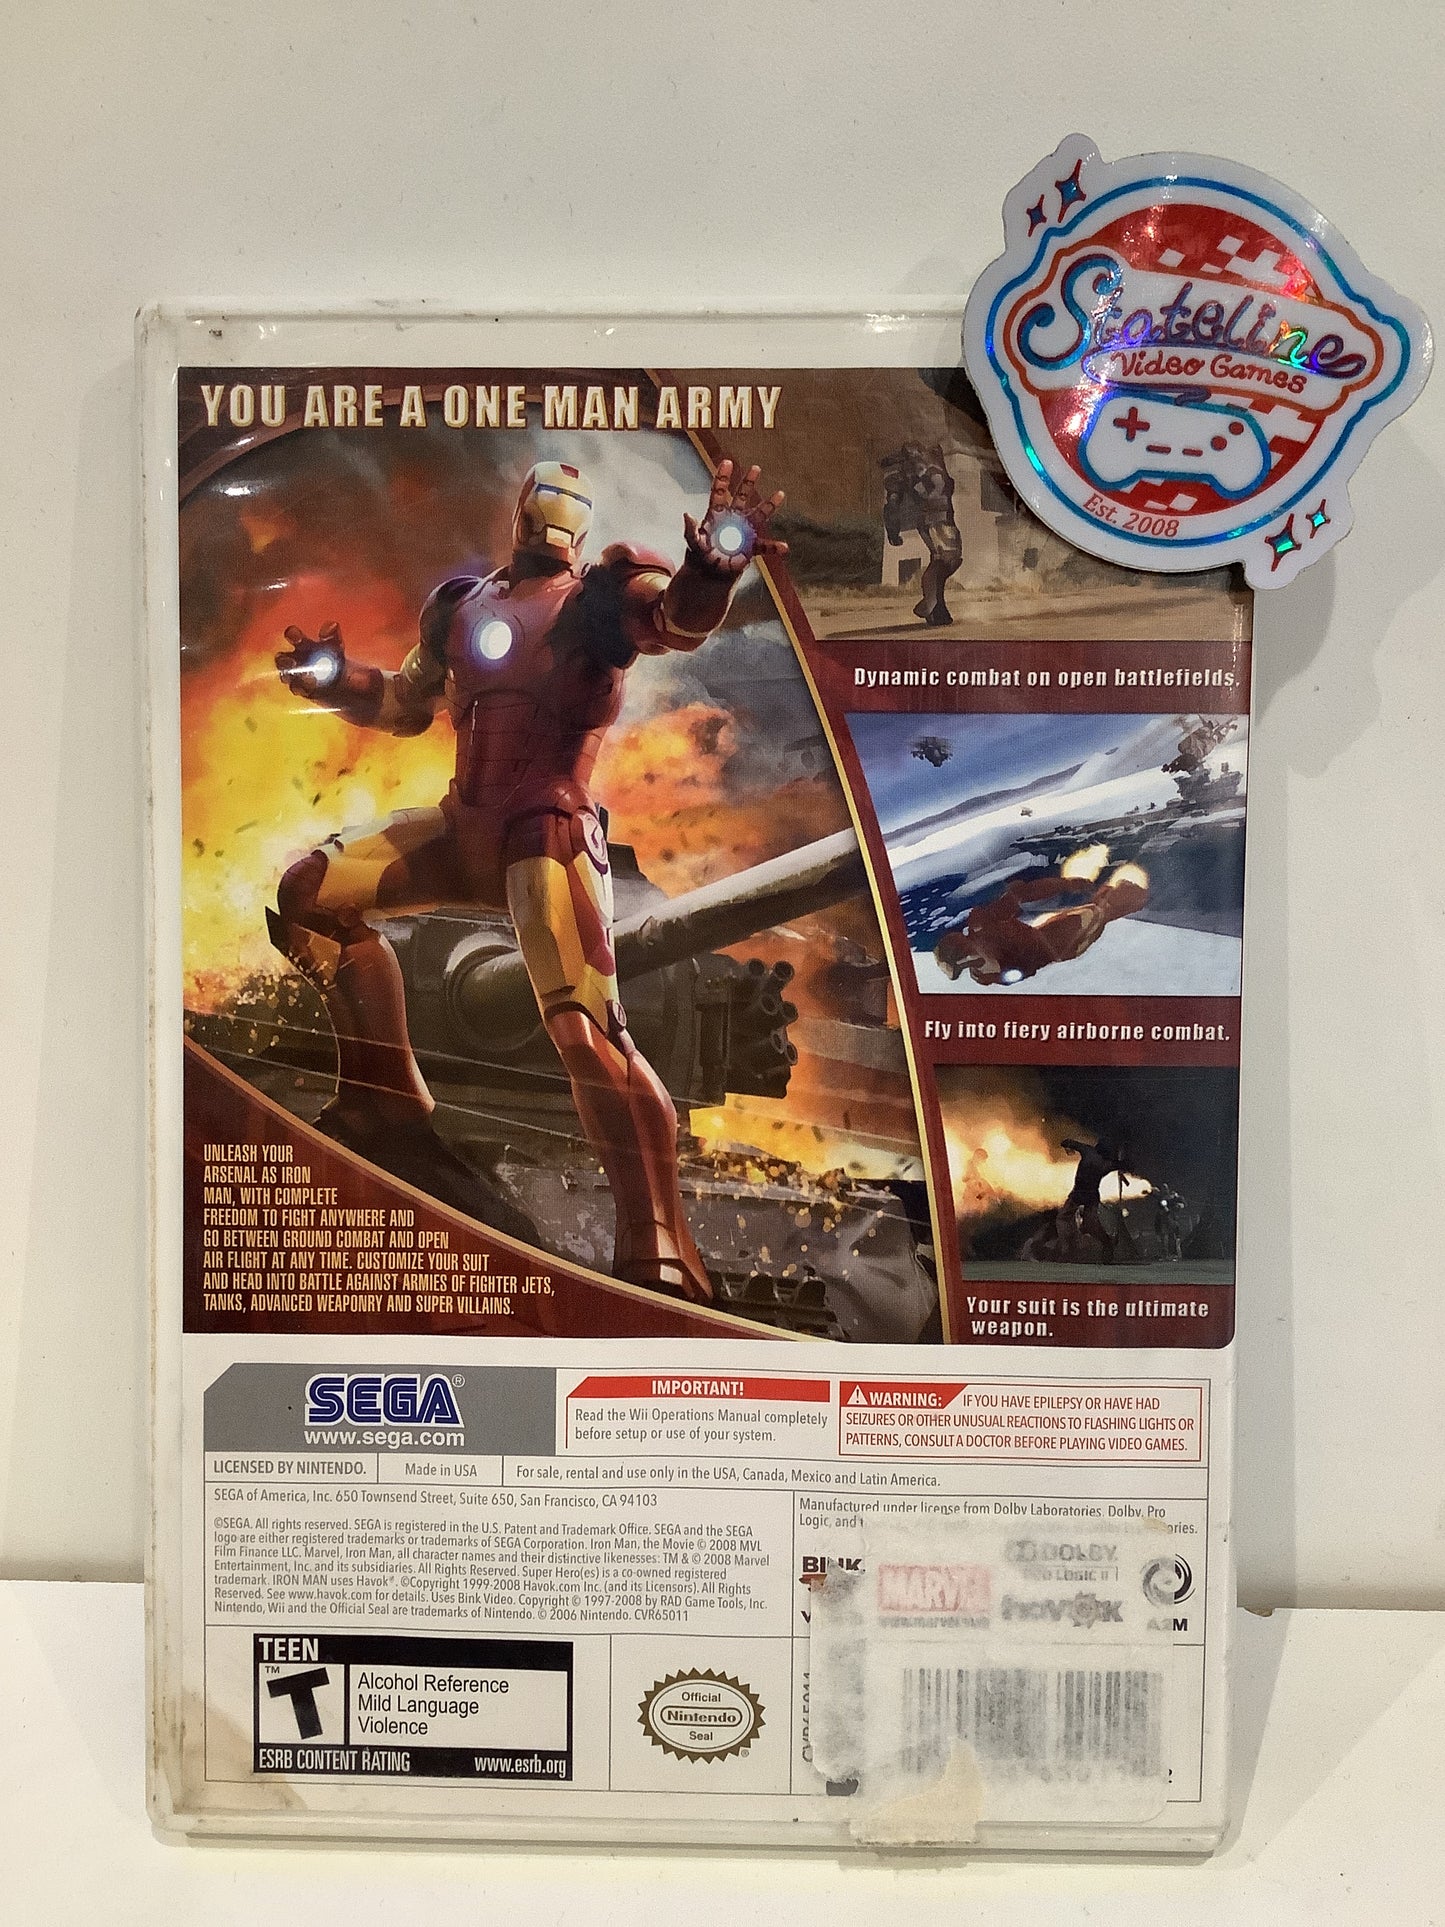 Stateline
Video Games
Est. 2008
YOU ARE A ONE MAN ARMY
Dynamic combat on open battlefields.
Fly into fiery airborne combat.
Your suit is the ultimate
weapon.
UNLEASH YOUR
ARSENAL AS IRON
MAN, WITH COMPLETE
FREEDOM TO FIGHT ANYWHERE AND
GO BETWEEN GROUND COMBAT AND OPEN
AIR FLIGHT AT ANY TIME. CUSTOMIZE YOUR SUIT
AND HEAD INTO BATTLE AGAINST ARMIES OF FIGHTER JETS,
TANKS, ADVANCED WEAPONRY AND SUPER VILLAINS.
SEGA®
www.sega.com
IMPORTANT!
Read the Wii Operations Manual completely
before setup or use of your system.
WARNING: IF YOU HAVE EPILEPSY OR HAVE HAD
SEIZURES OR OTHER UNUSUAL REACTIONS TO FLASHING LIGHTS OR
PATTERNS, CONSULT A DOCTOR BEFORE PLAYING VIDEO GAMES.
LICENSED BY NINTENDO.
Made in USA
For sale, rental and use only in the USA, Canada, Mexico and Latin America.
SEGA of America, Inc. 650 Townsend Street, Suite 650, San Francisco, CA 94103
©SEGA. All rights reserved. SEGA is registered in the U.S. Patent and Trademark Office. SEGA and the SEGA
logo are either registered trademarks or trademarks of SEGA Corporation. Iron Man, the Movie © 2008 MVL
Film Finance LLC. Marvel, Iron Man, all character names and their distinctive likenesses: TM & © 2008 Marvel
Entertainment, Inc. and its subsidiaries. All Rights Reserved. Super Hero(es) is a co-owned registered
trademark. IRON MAN uses Havok®. ©Copyright 1999-2008 Havok.com Inc. (and its Licensors). All Rights
Reserved. See www.havok.com for details. Uses Bink Video. Copyright © 1997-2008 by RAD Game Tools, Inc.
Nintendo, Wii and the Official Seal are trademarks of Nintendo. © 2006 Nintendo. CVR65011
Manufactured under license from Dolby Laboratories. Dolby, Pro
Logic, and
BINK
MARVEL
DOLBY
PRO LOGIC II
HAVOK
A2M
TEEN
T™
Alcohol Reference
Mild Language
Violence
ESRB CONTENT RATING www.esrb.org
Official
Nintendo
Seal
®
CVR65011
2